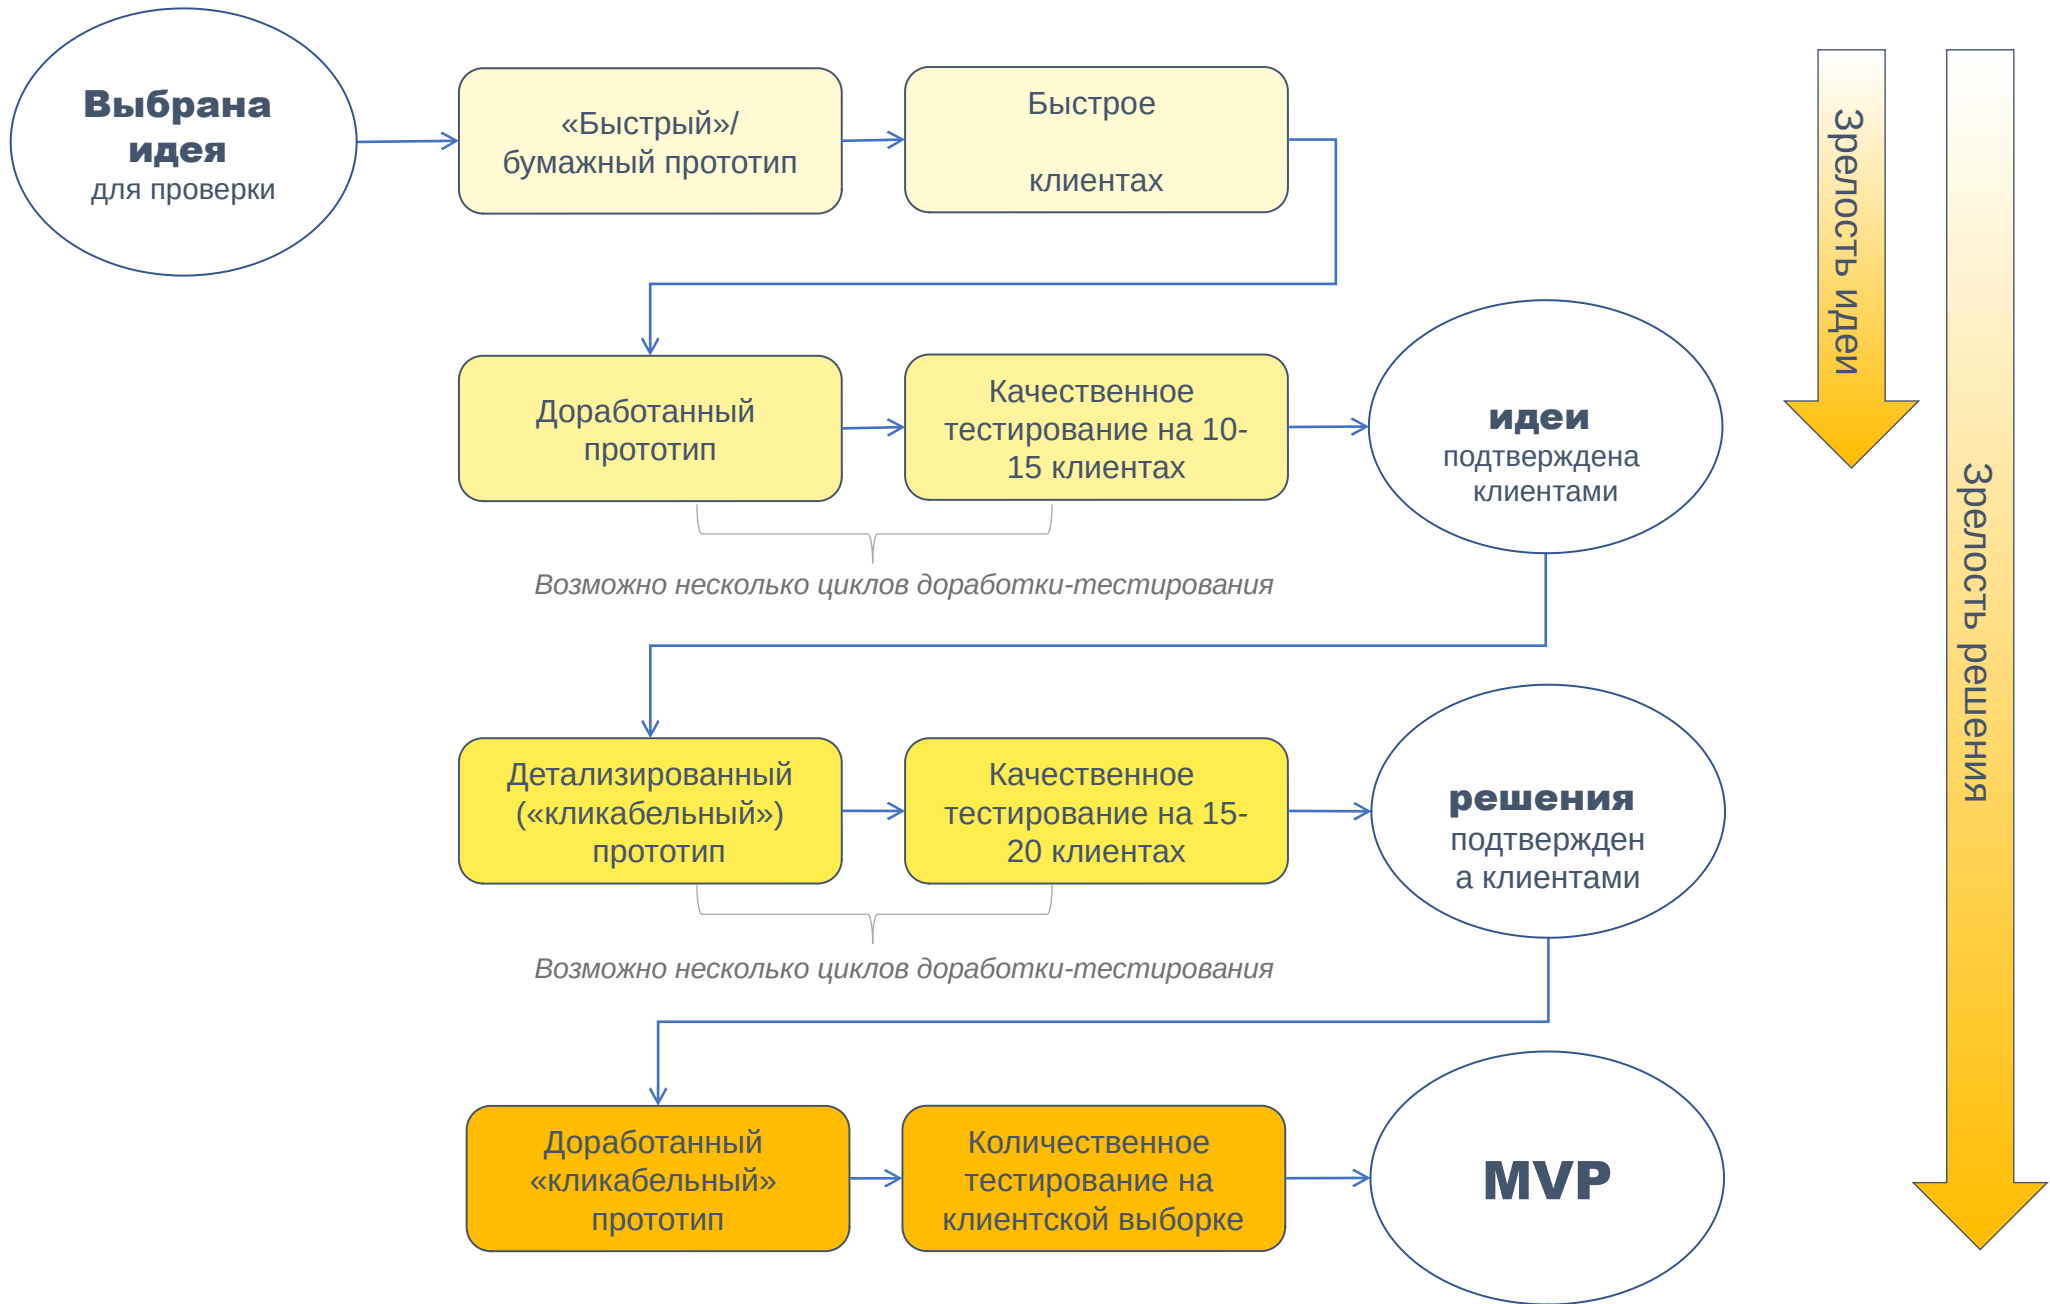 Выбрана
идея
для проверки
«Быстрый»/
бумажный прототип
Быстрое
клиентах
Зрелость идеи
Зрелость решения
Доработанный
прототип
Качественное
тестирование на 10-
15 клиентах
идеи
подтверждена
клиентами
Возможно несколько циклов доработки-тестирования
Детализированный
(«кликабельный»)
прототип
Качественное
тестирование на 15-
20 клиентах
решения
подтвержден
а клиентами
Возможно несколько циклов доработки-тестирования
Доработанный
«кликабельный»
прототип
Количественное
тестирование на
клиентской выборке
MVP